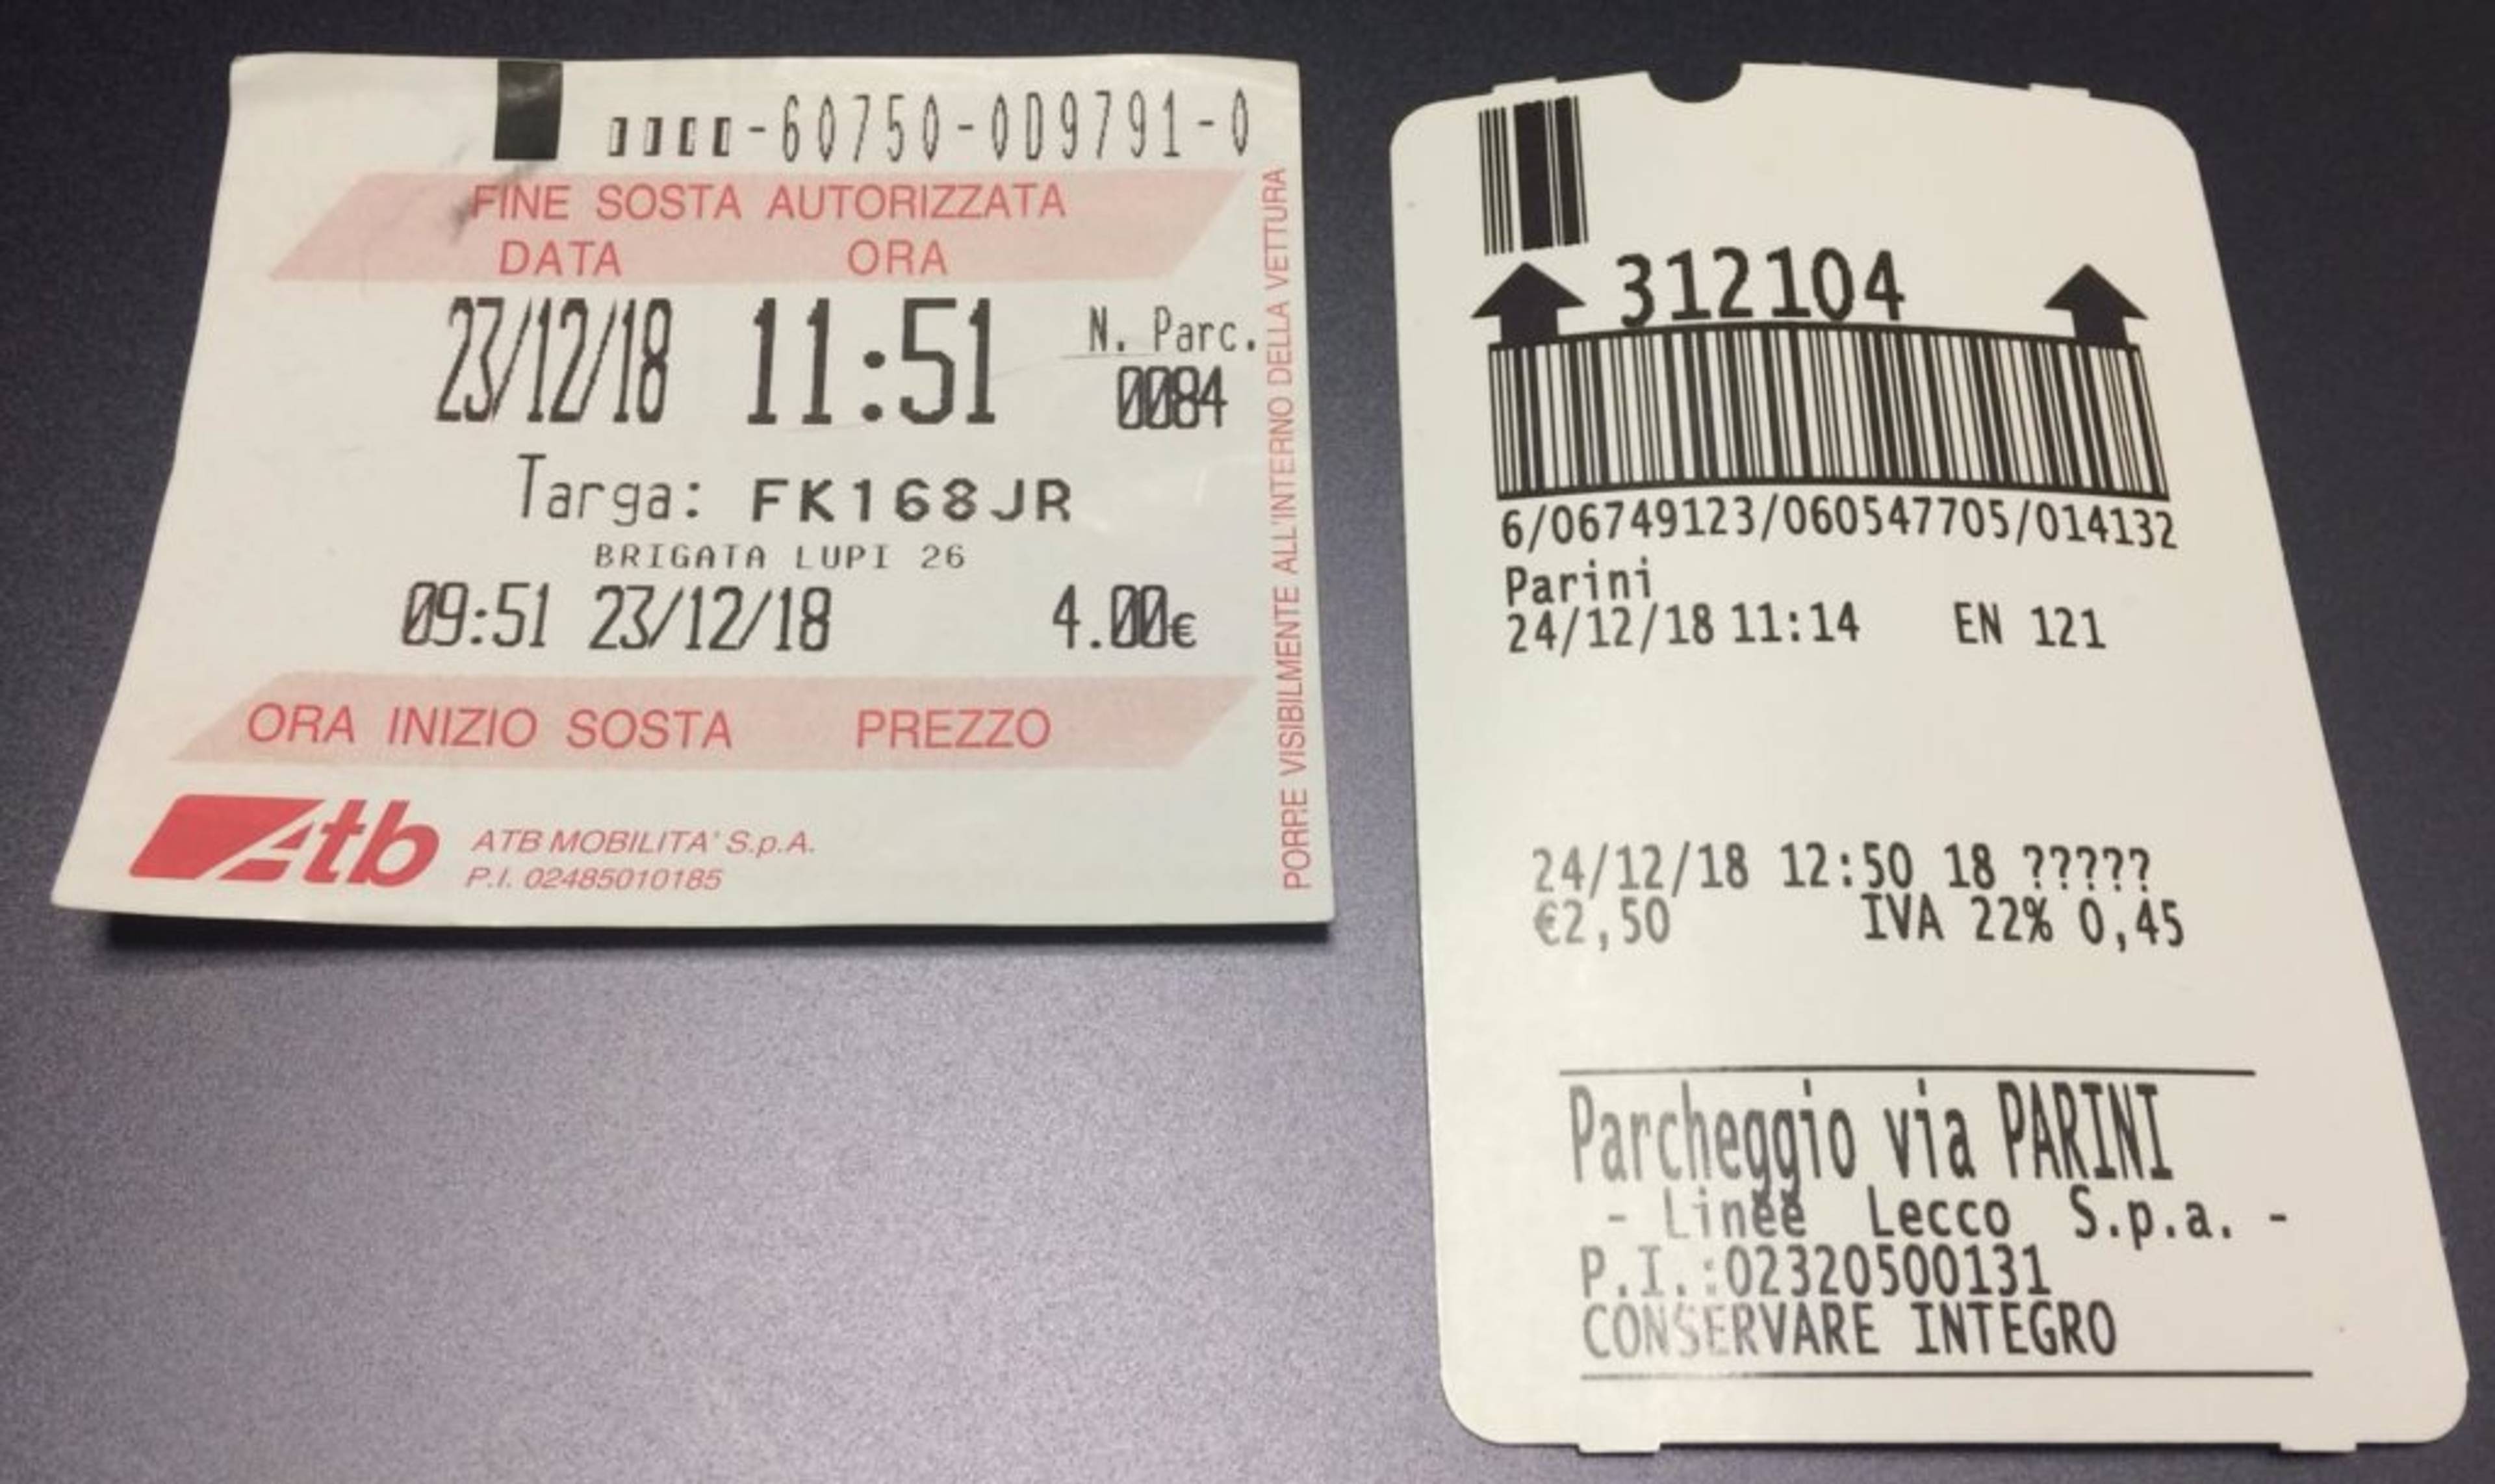 -60750-0D9791-0
FINE SOSTA AUTORIZZATA
DATA ORA
23/12/18 11:51 N. Parc.
0084
Targa: FK168JR
BRIGATA LUPI 26
09:51 23/12/18 4.00€
ORA INIZIO SOSTA PREZZO
Atb ATB MOBILITA' S.p.A.
P.I. 02485010185
PORRE VISIBILMENTE ALL'INTERNO DELLA VETTURA
312104
6/06749123/060547705/014132
Parini
24/12/18 11:14 EN 121
24/12/18 12:50 18 ?????
€2,50 IVA 22% 0,45
Parcheggio via PARINI
- Linee Lecco S.p.a. -
P.I.:02320500131
CONSERVARE INTEGRO